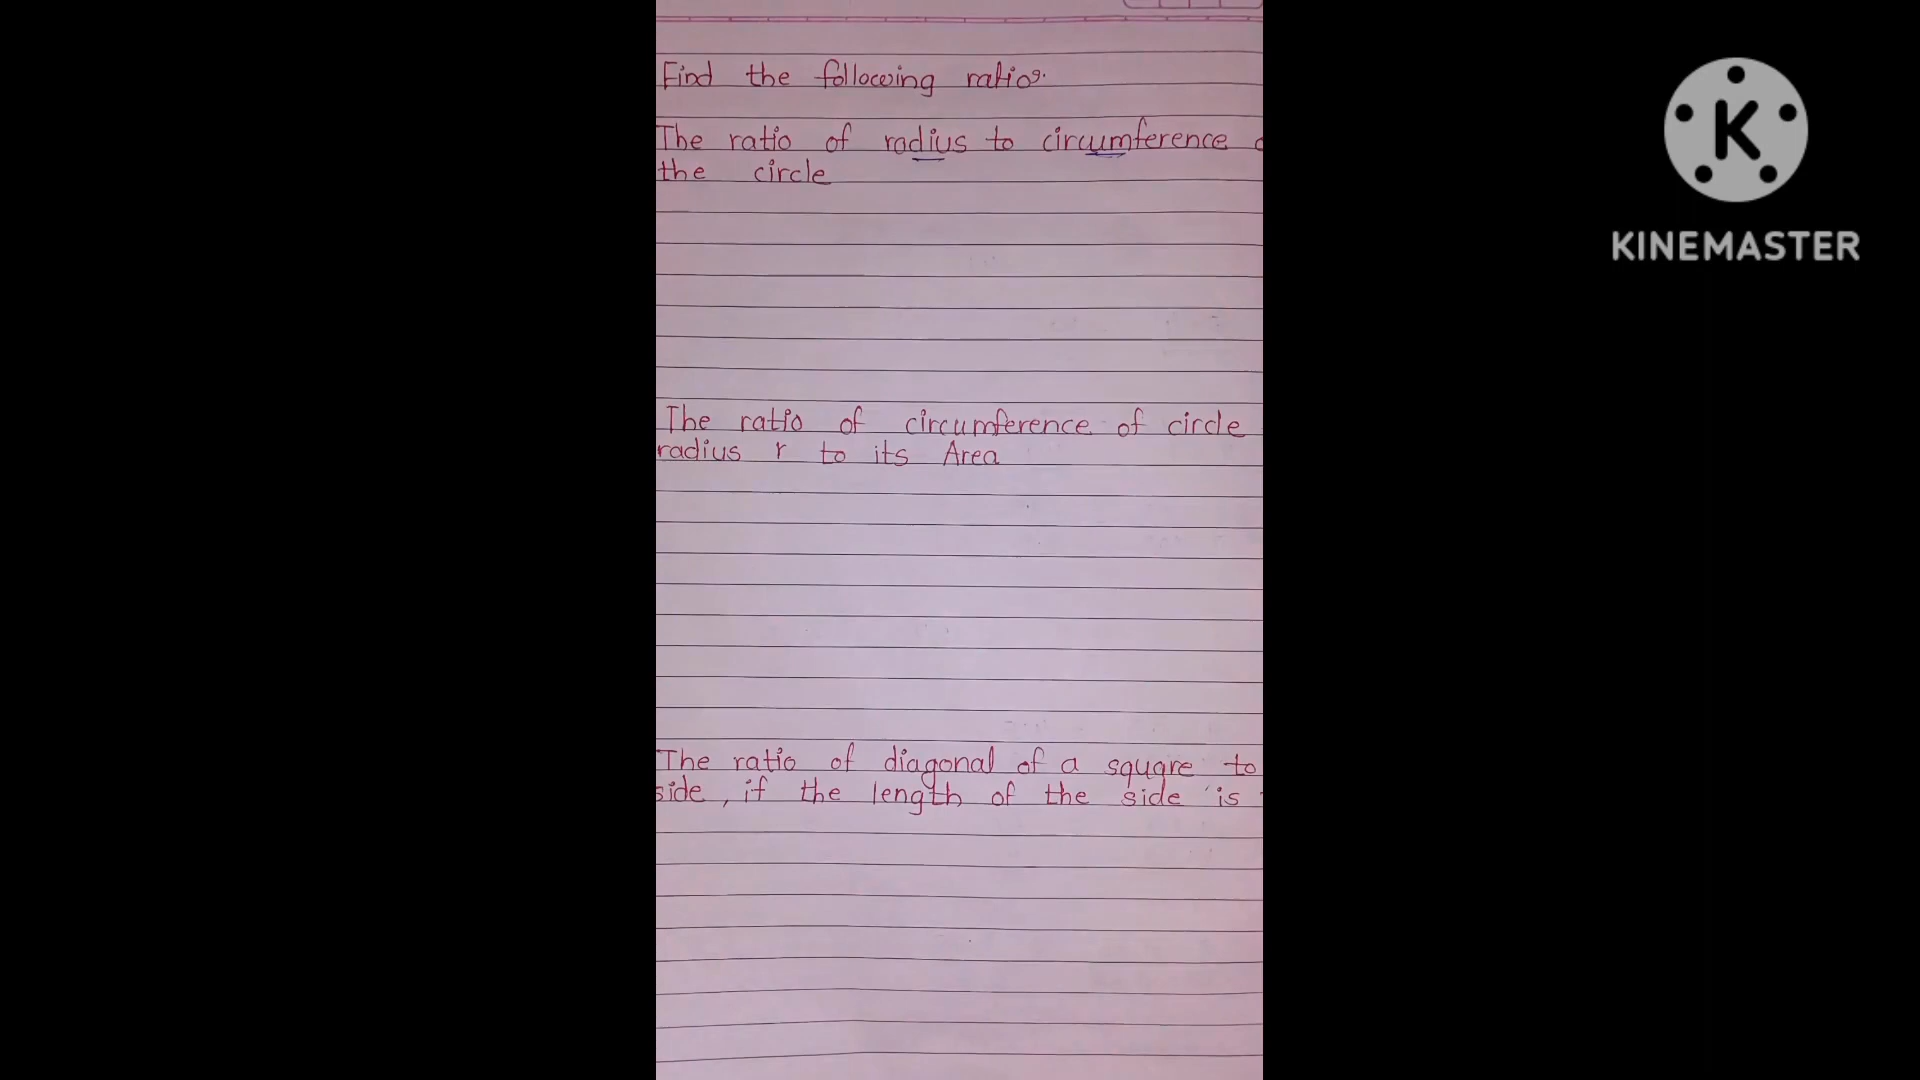 Find the following ratios.
The ratio of radius to circumference
the circle
The ratio of circumference of circle
radius r to its Area
The ratio of diagonal of a square to
side, if the length of the side is
K
KINEMASTER